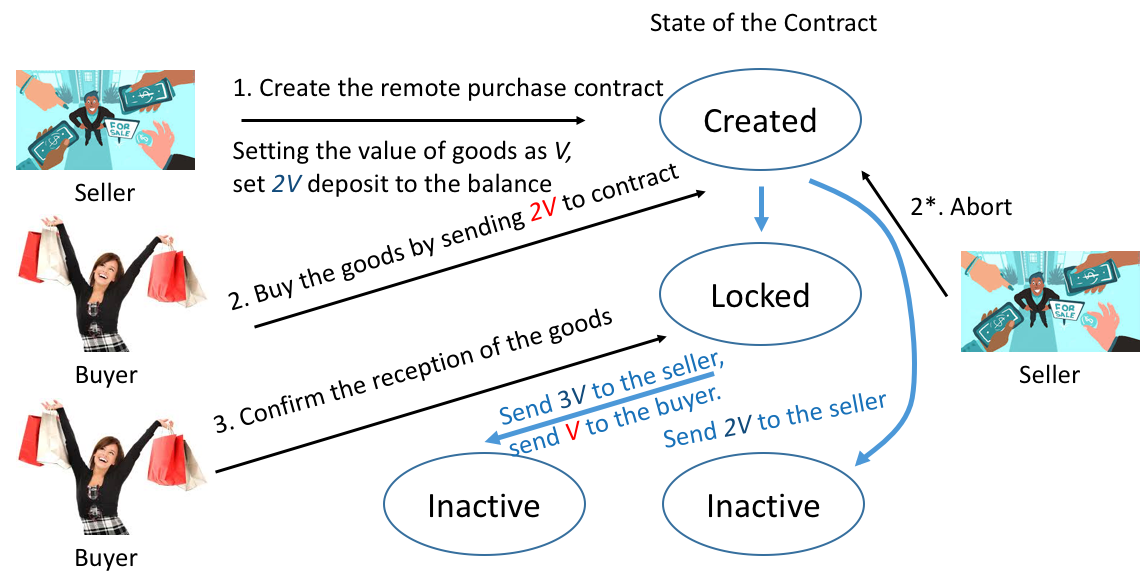 State of the Contract
1. Create the remote purchase contract
Created
Setting the value of goods as V,
set 2V deposit to the balance
FOR
SALE
Seller
2. Buy the goods by sending 2V to contract
2*. Abort
Buyer
Locked
FOR
SALE
Seller
3. Confirm the reception of the goods
Send 3V to the seller,
send V to the buyer.
Send 2V to the seller
Inactive
Inactive
Buyer